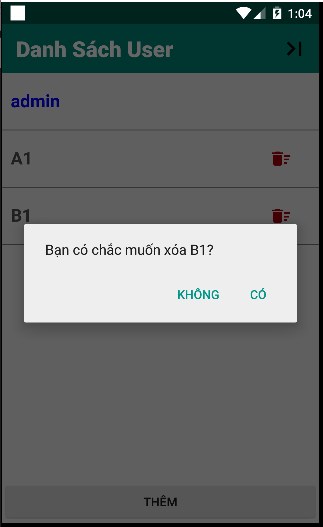 1:04
Danh Sách User
admin
A1
B1
Bạn có chắc muốn xóa B1?
KHÔNG CÓ
THÊM